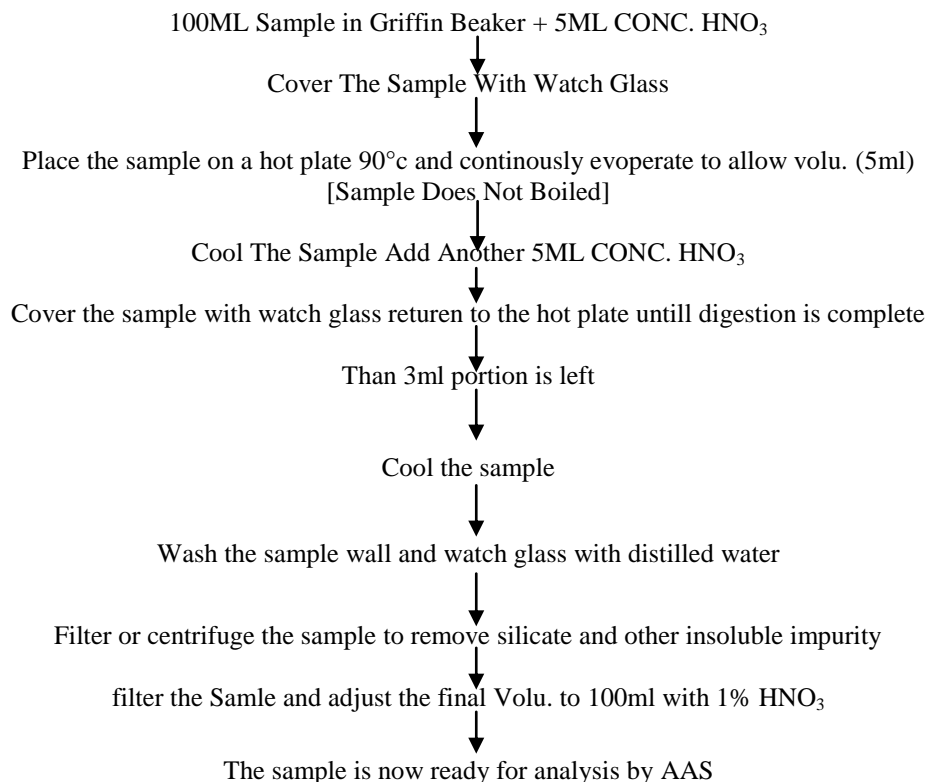 100ML Sample in Griffin Beaker + 5ML CONC. HNO₃
Cover The Sample With Watch Glass
Place the sample on a hot plate 90°c and continously evoperate to allow volu. (5ml)
[Sample Does Not Boiled]
Cool The Sample Add Another 5ML CONC. HNO₃
Cover the sample with watch glass returen to the hot plate untill digestion is complete
Than 3ml portion is left
Cool the sample
Wash the sample wall and watch glass with distilled water
Filter or centrifuge the sample to remove silicate and other insoluble impurity
filter the Samle and adjust the final Volu. to 100ml with 1% HNO₃
The sample is now ready for analysis by AAS